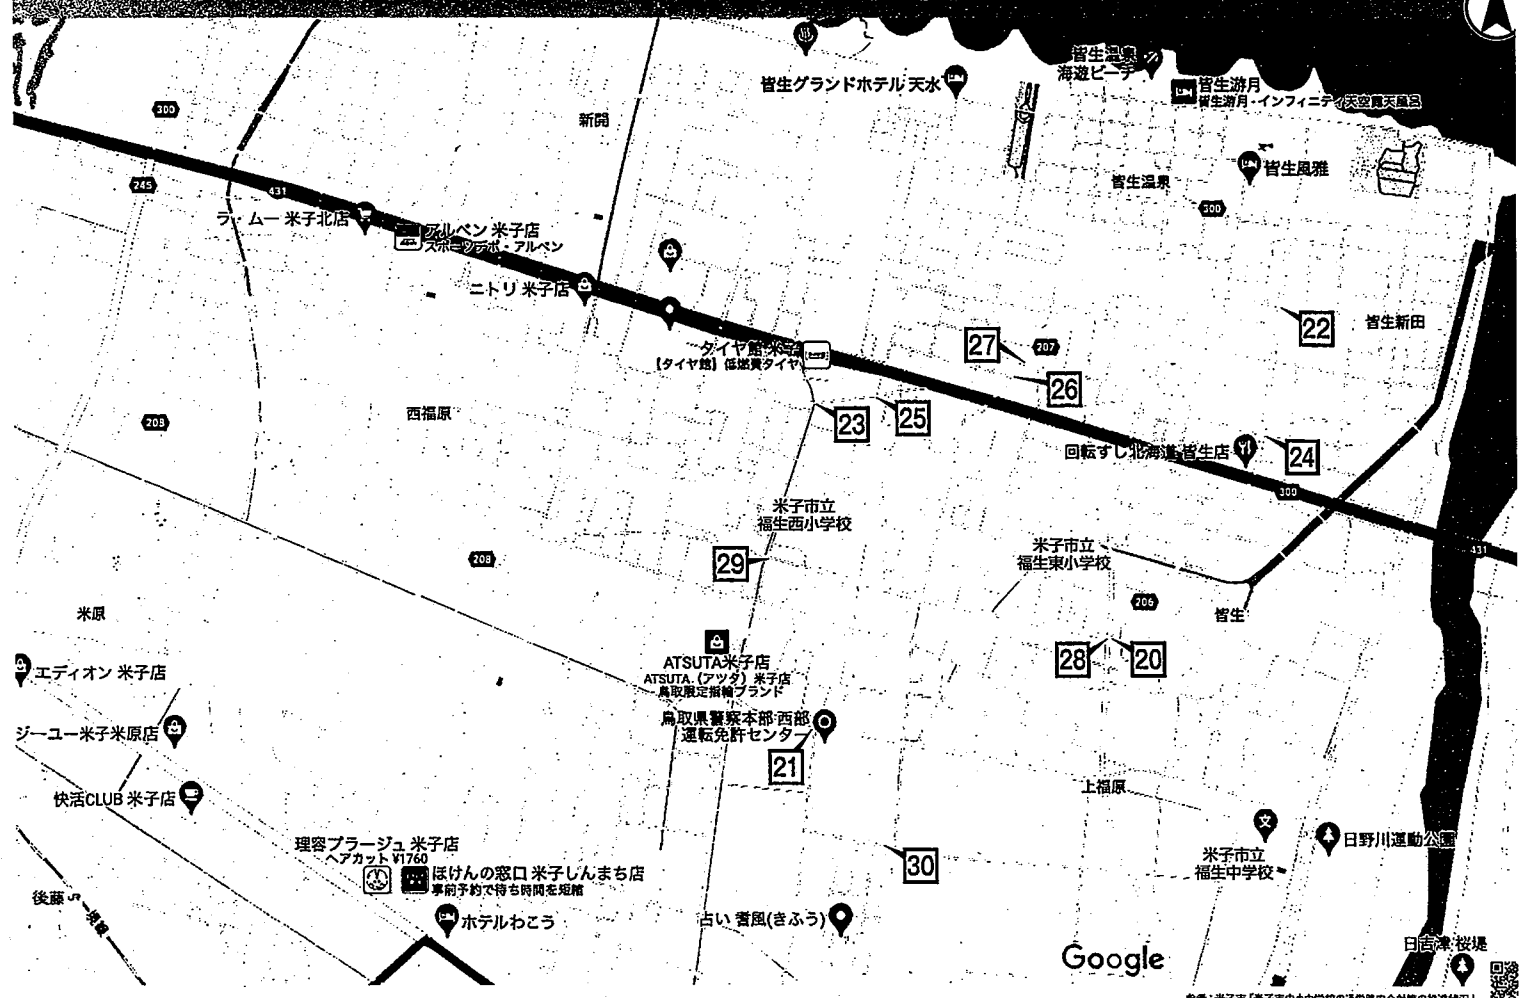 皆生グランドホテル 天水
皆生温泉
海遊ビーチ
皆生游月
皆生游月・インフィニティ天空露天風呂
300
新開
皆生風雅
皆生温泉
300
245
431
ラ・ムー 米子北店
アルペン 米子店
スポーツデポ・アルペン
ニトリ 米子店
22
皆生新田
27
207
タイヤ館 米子
【タイヤ館】低燃費タイヤ
26
西福原
203
23
25
回転すし北海道 皆生店
24
300
米子市立
福生西小学校
431
29
208
米子市立
福生東小学校
206
米原
皆生
28
20
ATSUTA米子店
ATSUTA.（アツタ）米子店
鳥取限定指輪ブランド
エディオン 米子店
鳥取県警察本部 西部
運転免許センター
ジーユー米子米原店
21
上福原
快活CLUB 米子店
日野川運動公園
理容プラージュ 米子店
ヘアカット ¥1760
米子市立
福生中学校
30
ほけんの窓口 米子しんまち店
事前予約で待ち時間を短縮
後藤
ホテルわこう
占い 耆風(きふう)
日吉津 桜堤
Google